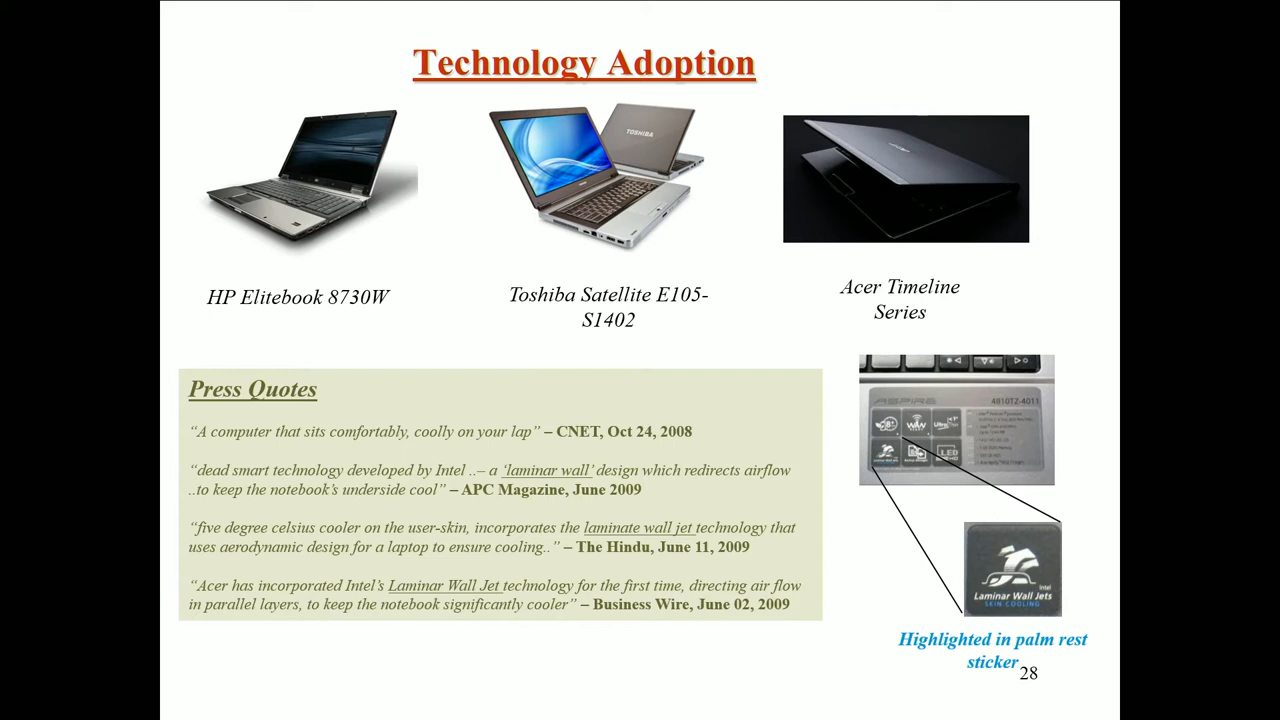 Technology Adoption
TOSHIBA
HP Elitebook 8730W
Toshiba Satellite E105-
S1402
Acer Timeline
Series
Press Quotes
“A computer that sits comfortably, coolly on your lap” – CNET, Oct 24, 2008
“dead smart technology developed by Intel ..– a ‘laminar wall’ design which redirects airflow
..to keep the notebook’s underside cool” – APC Magazine, June 2009
“five degree celsius cooler on the user-skin, incorporates the laminate wall jet technology that
uses aerodynamic design for a laptop to ensure cooling..” – The Hindu, June 11, 2009
“Acer has incorporated Intel’s Laminar Wall Jet technology for the first time, directing air flow
in parallel layers, to keep the notebook significantly cooler” – Business Wire, June 02, 2009
ASPIRE 4810TZ-4011
LED
intel
Laminar Wall Jets
SKIN COOLING
Highlighted in palm rest
sticker
28